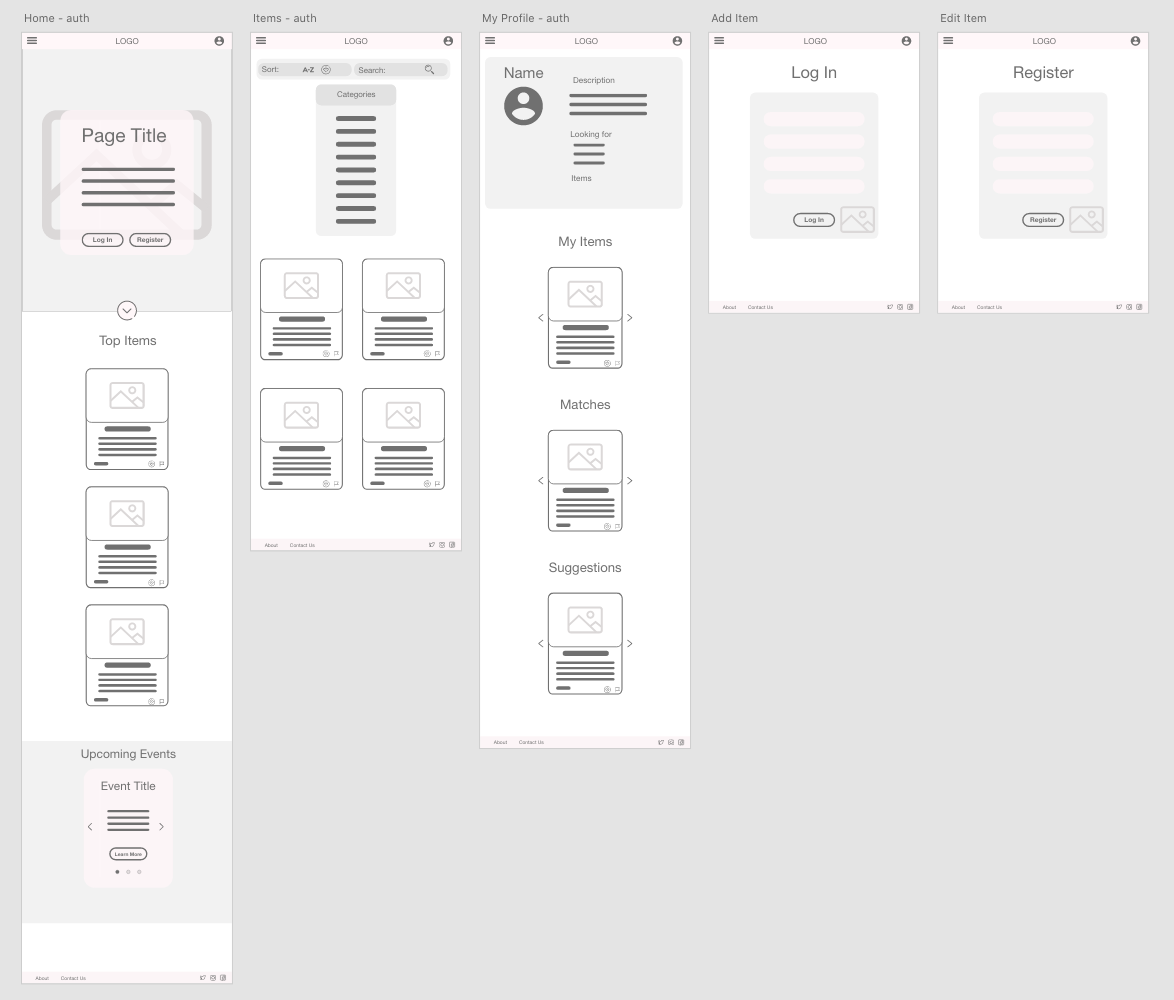 Home - auth
LOGO
Page Title
Log In
Register
Top Items
Upcoming Events
Event Title
Learn More
About
Contact Us
Items - auth
LOGO
Sort:
A-Z
Search:
Categories
About
Contact Us
My Profile - auth
LOGO
Name
Description
Looking for
Items
My Items
Matches
Suggestions
About
Contact Us
Add Item
LOGO
Log In
Log In
About
Contact Us
Edit Item
LOGO
Register
Register
About
Contact Us